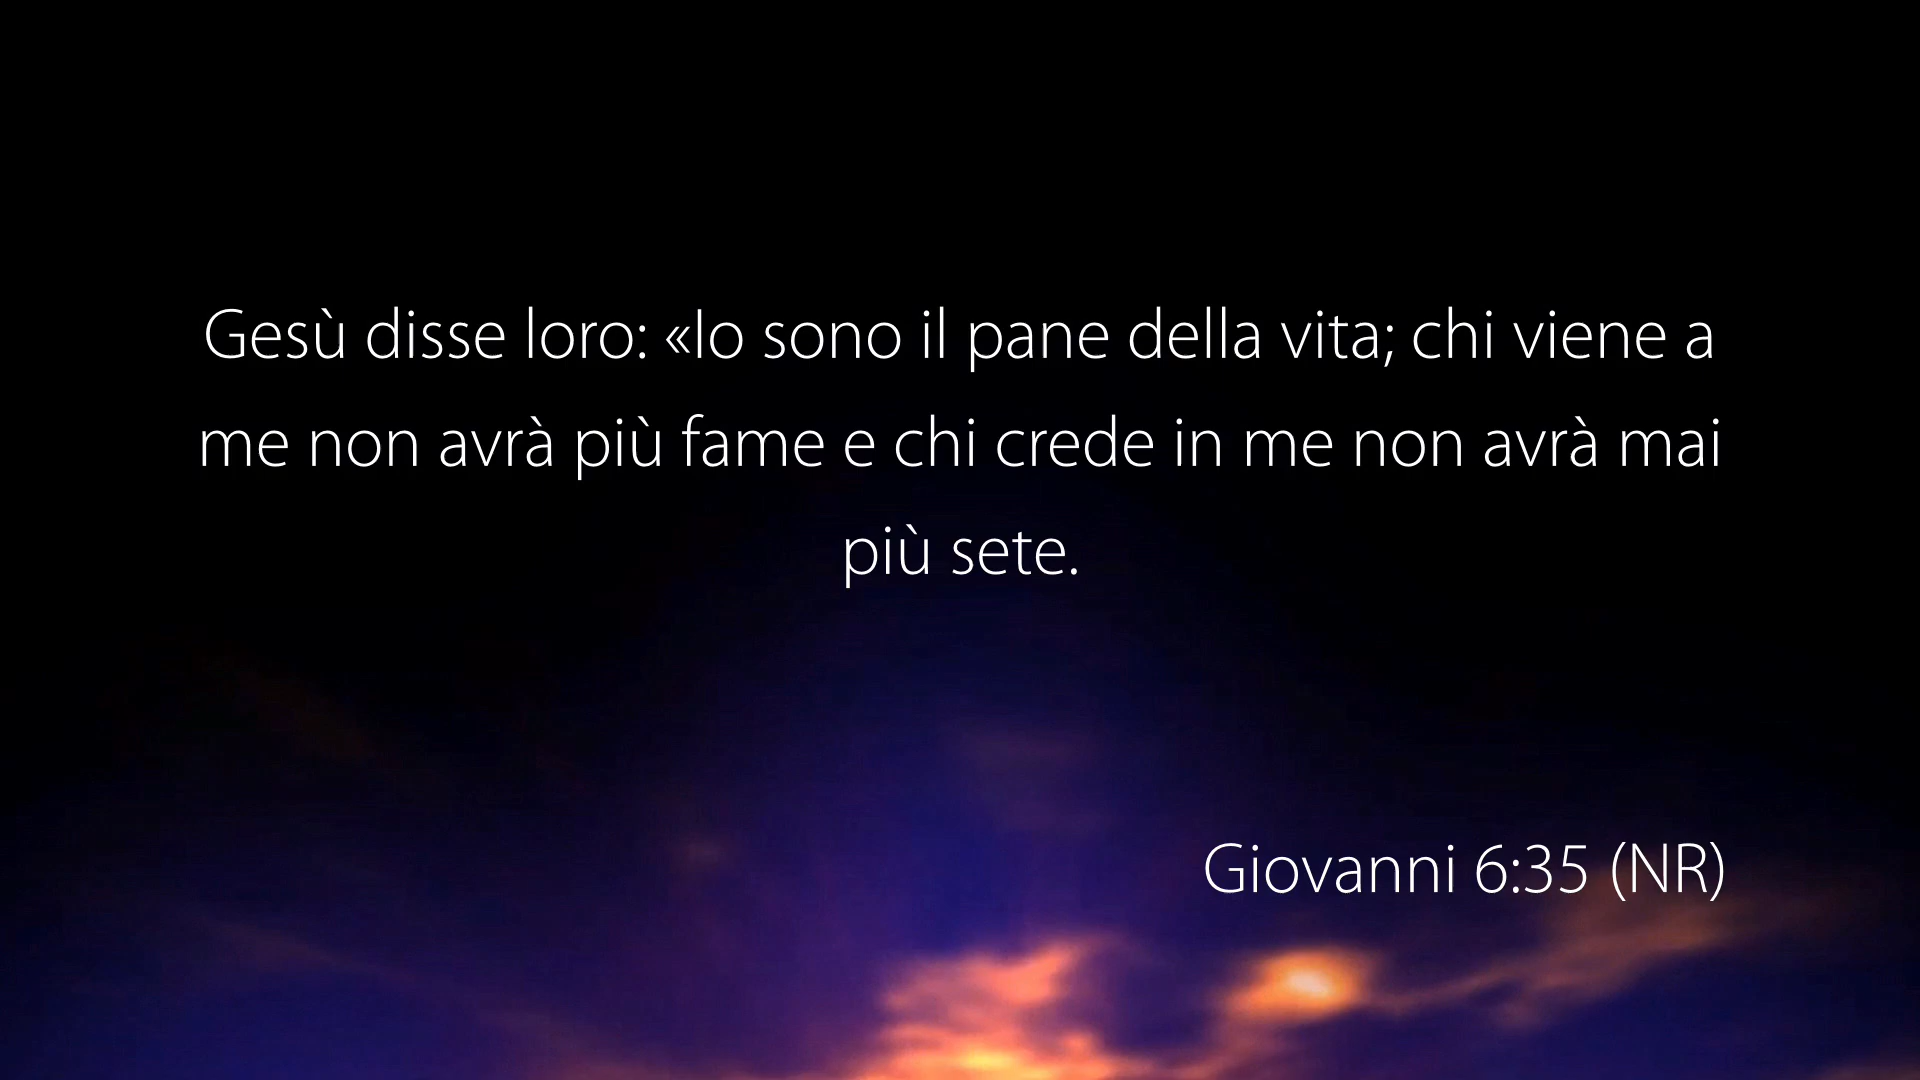 Gesù disse loro: «Io sono il pane della vita; chi viene a
me non avrà più fame e chi crede in me non avrà mai
più sete.
Giovanni 6:35 (NR)